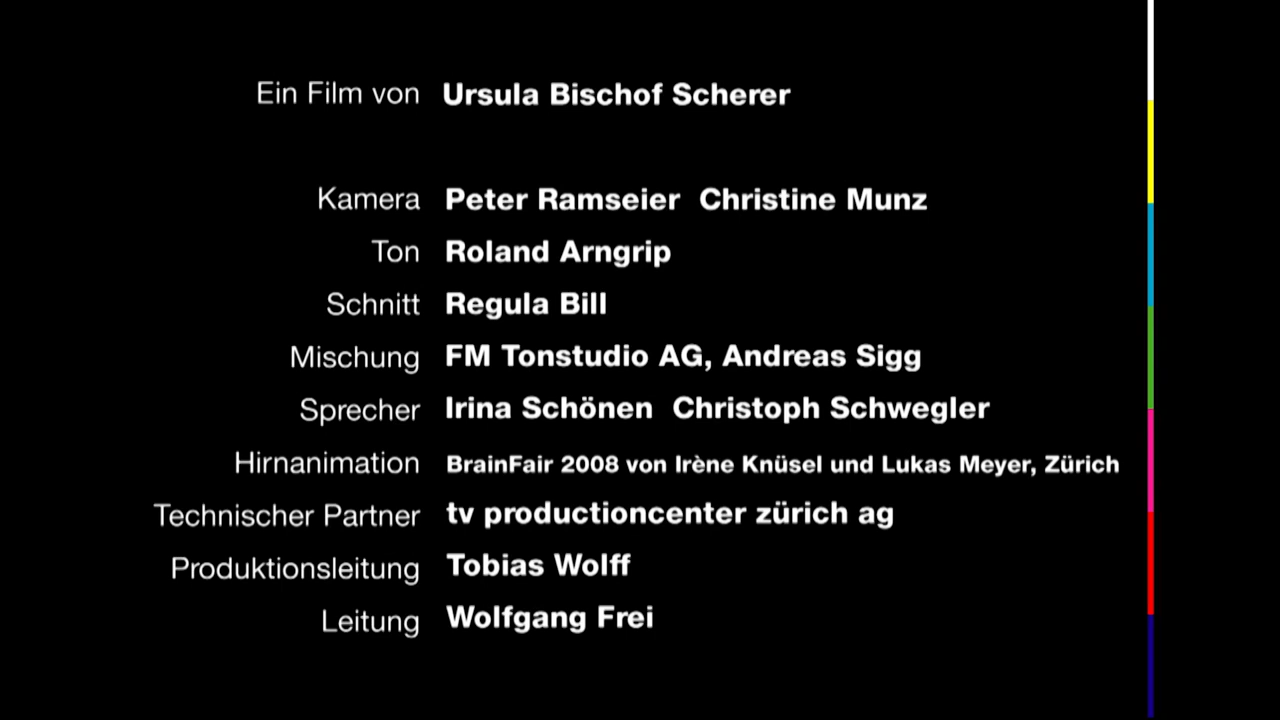 Ein Film von Ursula Bischof Scherer
Kamera Peter Ramseier Christine Munz
Ton Roland Arngrip
Schnitt Regula Bill
Mischung FM Tonstudio AG, Andreas Sigg
Sprecher Irina Schönen Christoph Schwegler
Hirnanimation BrainFair 2008 von Irène Knüsel und Lukas Meyer, Zürich
Technischer Partner tv productioncenter zürich ag
Produktionsleitung Tobias Wolff
Leitung Wolfgang Frei